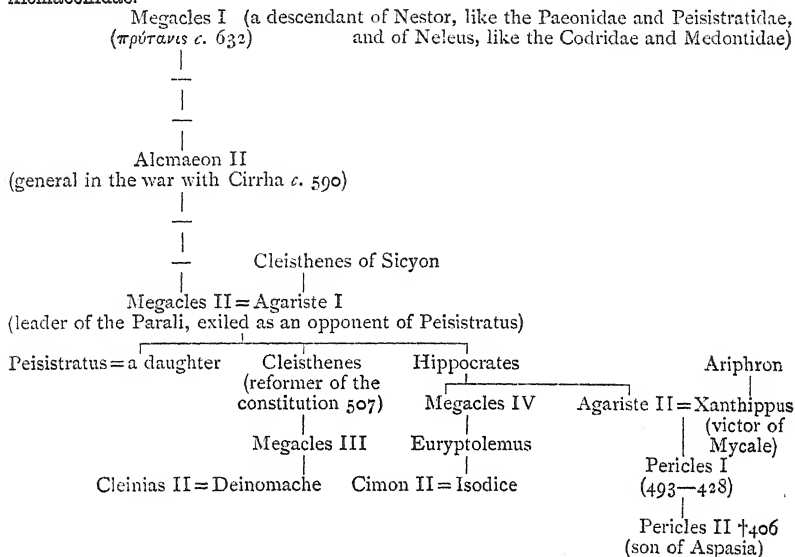 Megacles I (a descendant of Nestor, like the Paeonidae and Peisistratidae,
(πρύτανις c. 632) and of Neleus, like the Codridae and Medontidae)
Alcmaeon II
(general in the war with Cirrha c. 590)
Cleisthenes of Sicyon
Megacles II = Agariste I
(leader of the Parali, exiled as an opponent of Peisistratus)
Peisistratus = a daughter Cleisthenes Hippocrates Ariphron
(reformer of the
constitution 507) Megacles IV Agariste II = Xanthippus
(victor of
Megacles III Euryptolemus Mycale)
Pericles I
Cleinias II = Deinomache Cimon II = Isodice (493—428)
Pericles II †406
(son of Aspasia)